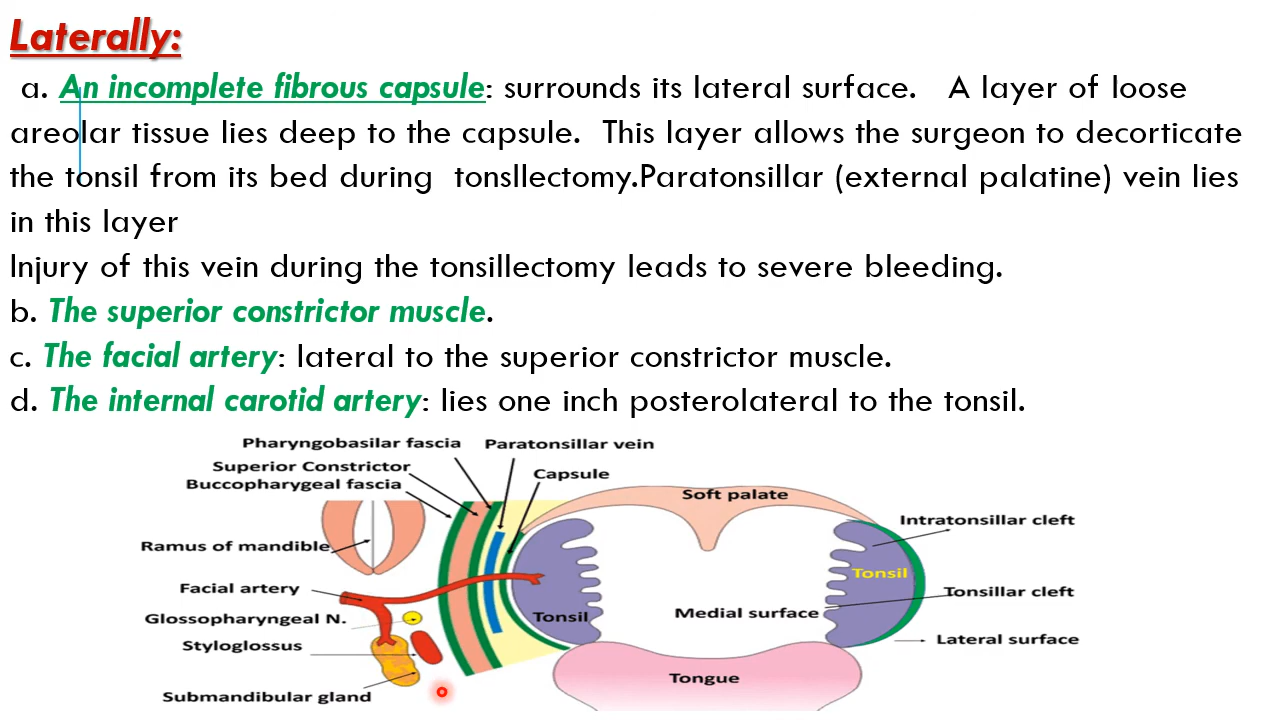 Laterally:
a. An incomplete fibrous capsule: surrounds its lateral surface. A layer of loose
areolar tissue lies deep to the capsule. This layer allows the surgeon to decorticate
the tonsil from its bed during tonsllectomy.Paratonsillar (external palatine) vein lies
in this layer
Injury of this vein during the tonsillectomy leads to severe bleeding.
b. The superior constrictor muscle.
c. The facial artery: lateral to the superior constrictor muscle.
d. The internal carotid artery: lies one inch posterolateral to the tonsil.
Pharyngobasilar fascia
Paratonsillar vein
Superior Constrictor
Capsule
Buccopharygeal fascia
Soft palate
Intratonsillar cleft
Ramus of mandible
Tonsil
Facial artery
Tonsillar cleft
Glossopharyngeal N.
Tonsil
Medial surface
Styloglossus
Lateral surface
Tongue
Submandibular gland